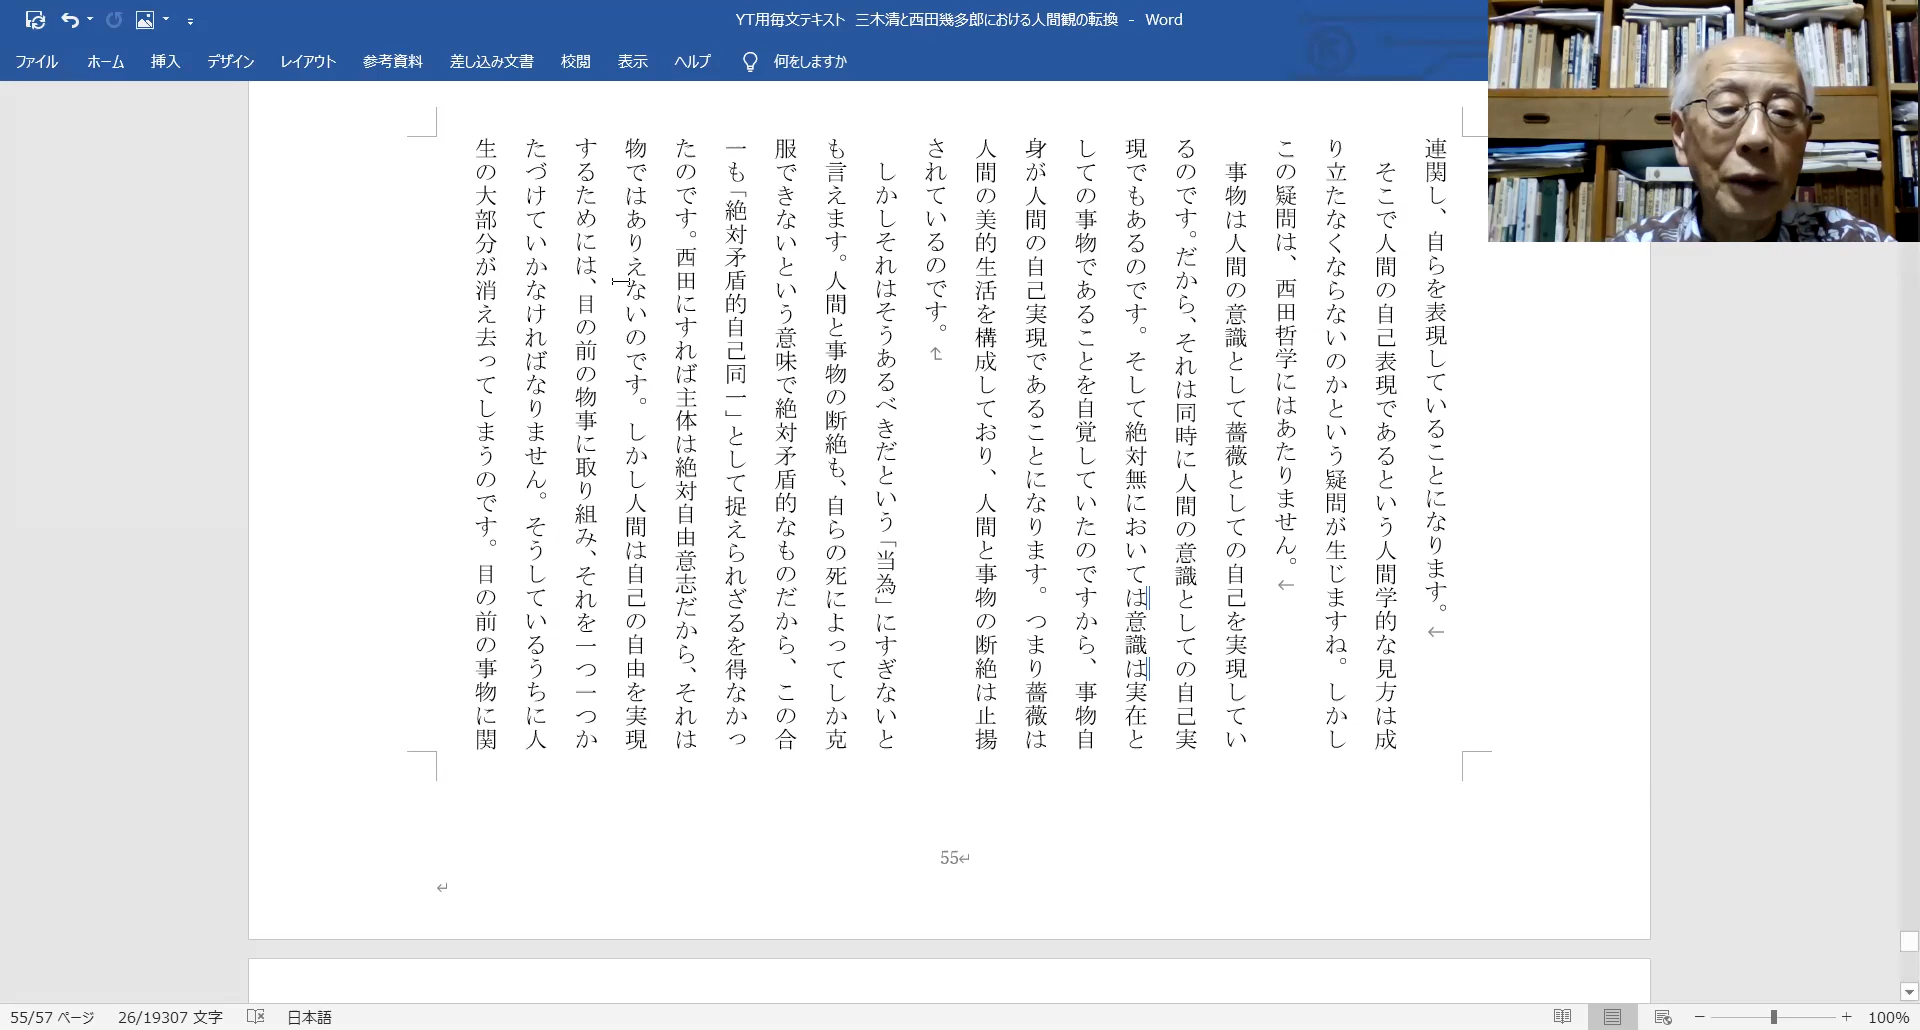 YT用毎文テキスト 三木清と西田幾多郎における人間観の転換 - Word
ファイル ホーム 挿入 デザイン レイアウト 参考資料 差し込み文書 校閲 表示 ヘルプ 何をしますか
連関し、自らを表現していることになります。
そこで人間の自己表現であるという人間学的な見方は成
り立たなくならないのかという疑問が生じますね。しかし
この疑問は、西田哲学にはあたりません。
事物は人間の意識として薔薇としての自己を実現してい
るのです。だから、それは同時に人間の意識としての自己実
現でもあるのです。そして絶対無においては意識は実在と
しての事物であることを自覚していたのですから、事物自
身が人間の自己実現であることになります。つまり薔薇は
人間の美的生活を構成しており、人間と事物の断絶は止揚
されているのです。
しかしそれはそうあるべきだという「当為」にすぎないと
も言えます。人間と事物の断絶も、自らの死によってしか克
服できないという意味で絶対矛盾的なものだから、この合
一も「絶対矛盾的自己同一」として捉えられざるを得なかっ
たのです。西田にすれば主体は絶対自由意志だから、それは
物ではありえないのです。しかし人間は自己の自由を実現
するためには、目の前の物事に取り組み、それを一つ一つか
たづけていかなければなりません。そうしているうちに人
生の大部分が消え去ってしまうのです。目の前の事物に関
55
55/57 ページ 26/19307 文字 日本語 100%